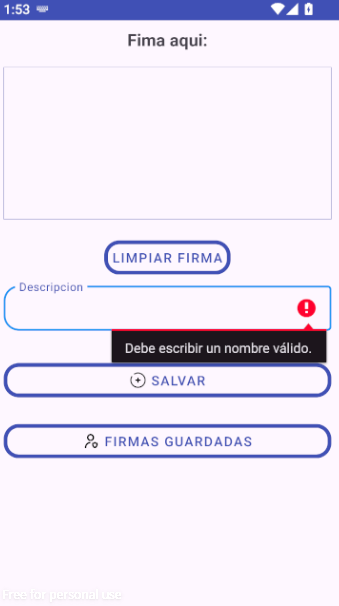 1:53
Fima aqui:
LIMPIAR FIRMA
Descripcion
Debe escribir un nombre válido.
SALVAR
FIRMAS GUARDADAS
Free for personal use